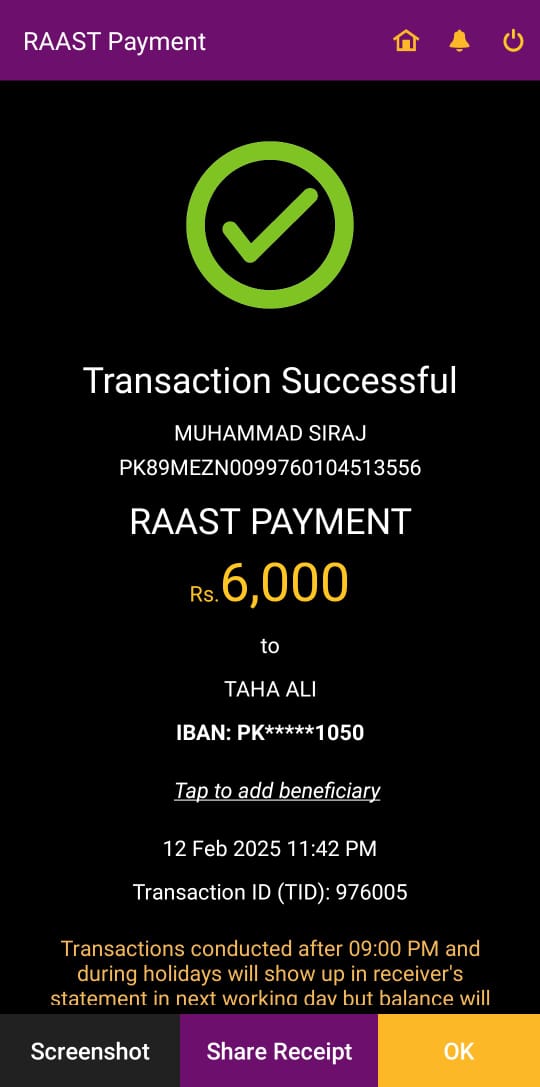 RAAST Payment
Transaction Successful
MUHAMMAD SIRAJ
PK89MEZN0099760104513556
RAAST PAYMENT
Rs.6,000
to
TAHA ALI
IBAN: PK*****1050
Tap to add beneficiary
12 Feb 2025 11:42 PM
Transaction ID (TID): 976005
Transactions conducted after 09:00 PM and
during holidays will show up in receiver's
statement in next working day but balance will
Screenshot
Share Receipt
OK